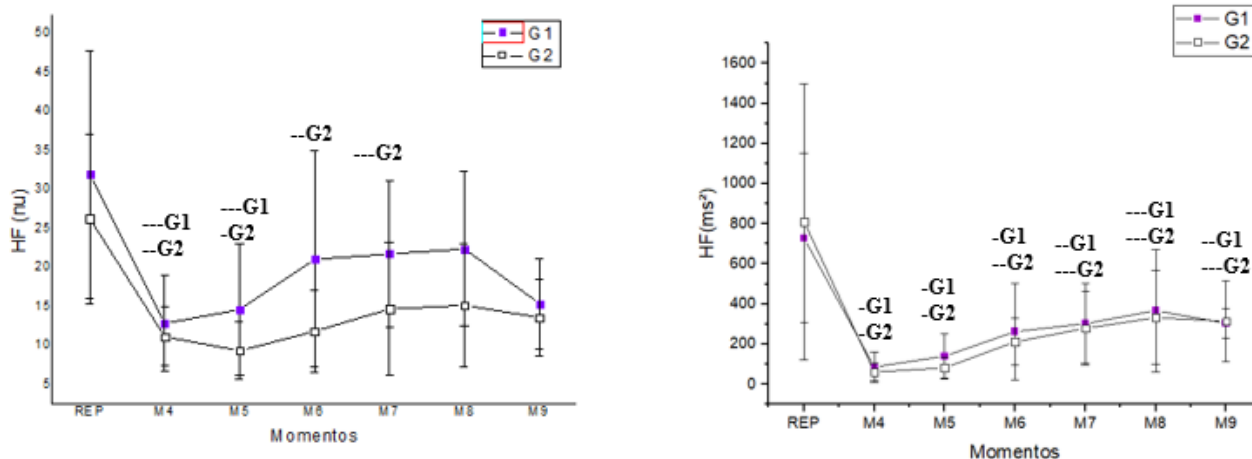 G1
G2
HF (nu)
50
45
40
35
30
25
20
15
10
5
--G2
---G2
---G1
--G2
---G1
-G2
REP M4 M5 M6 M7 M8 M9
Momentos
G1
G2
HF(ms²)
1600
1400
1200
1000
800
600
400
200
0
-G1
-G2
-G1
-G2
-G1
--G2
--G1
---G2
---G1
---G2
--G1
---G2
REP M4 M5 M6 M7 M8 M9
Momentos